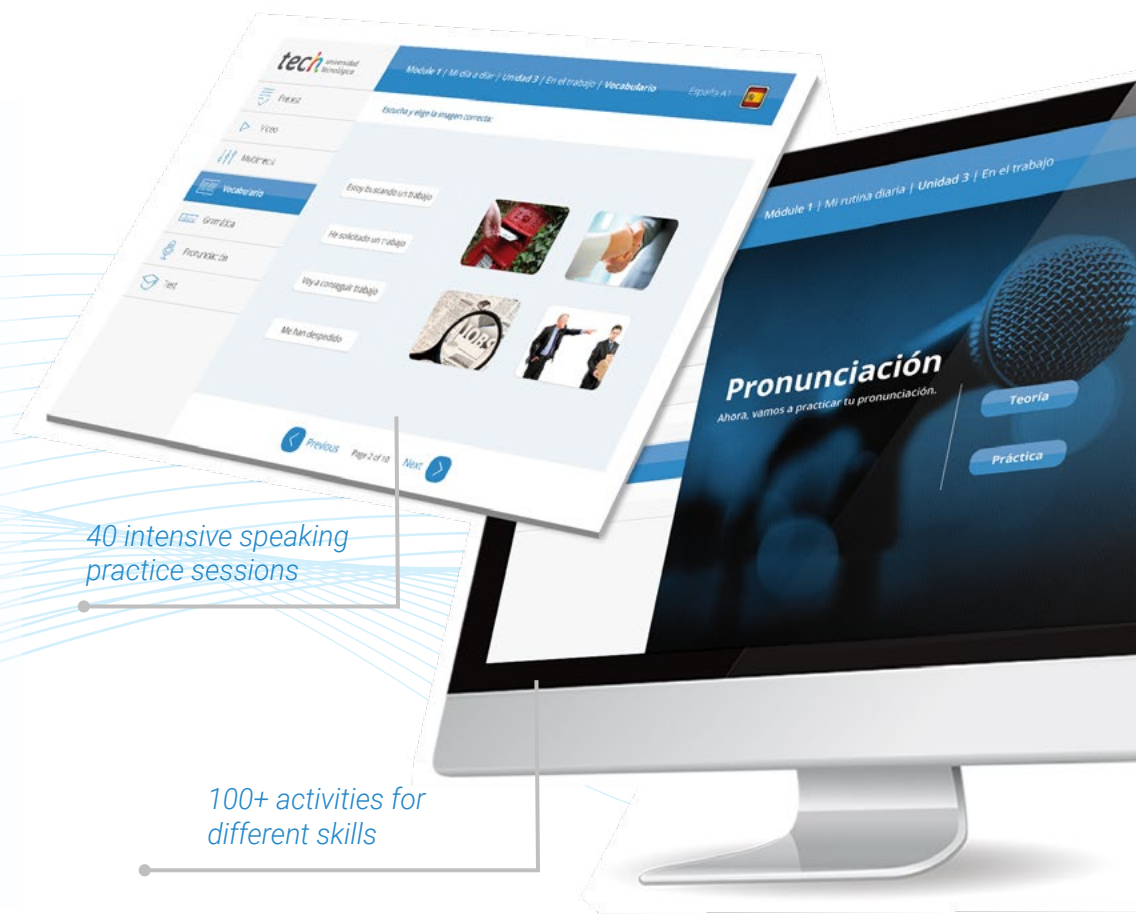 tech universidad
tecnológica
Module 1 | Mi día a diar | Unidad 3 | En el trabajo | Vocabulario
España A1
Escucha y elige la imagen correcta:
Vídeo
Vocabulario
Gramática
Pronunciación
Test
Estoy buscando un trabajo
He solicitado un trabajo
Voy a conseguir trabajo
Me han despedido
JOBS
Previous
Page 2 of 10
Next
Módule 1 | Mi rutina diaria | Unidad 3 | En el trabajo
Pronunciación
Ahora, vamos a practicar tu pronunciación.
Teoría
Práctica
40 intensive speaking
practice sessions
100+ activities for
different skills